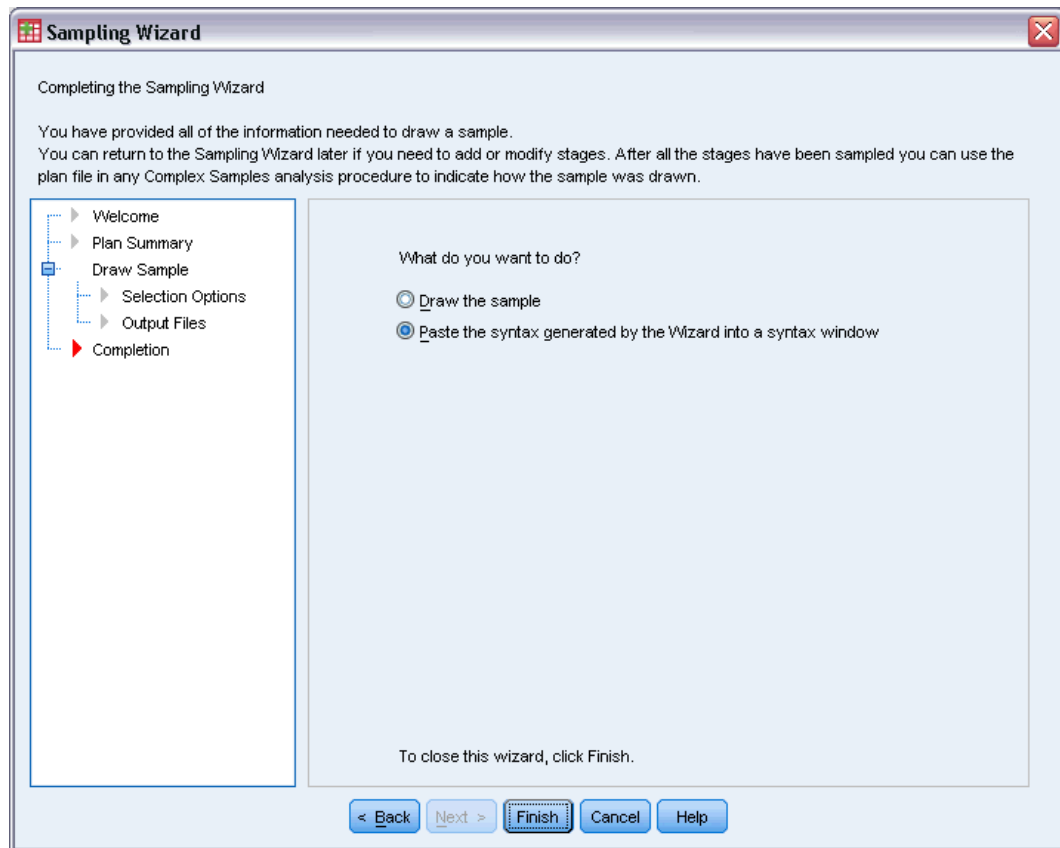 Sampling Wizard
Completing the Sampling Wizard
You have provided all of the information needed to draw a sample.
You can return to the Sampling Wizard later if you need to add or modify stages. After all the stages have been sampled you can use the
plan file in any Complex Samples analysis procedure to indicate how the sample was drawn.
Welcome
Plan Summary
Draw Sample
Selection Options
Output Files
Completion
What do you want to do?
Draw the sample
Paste the syntax generated by the Wizard into a syntax window
To close this wizard, click Finish.
< Back Next > Finish Cancel Help